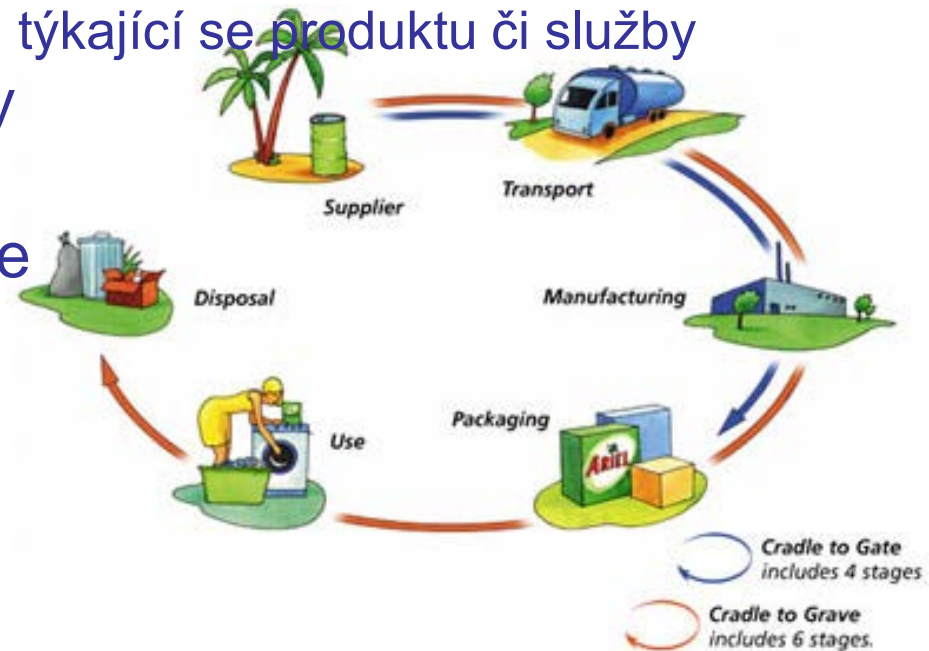 týkající se produktu či služby
y
e
Transport
Supplier
Manufacturing
Disposal
Packaging
Use
ARIEL
Cradle to Gate
includes 4 stages
Cradle to Grave
includes 6 stages.